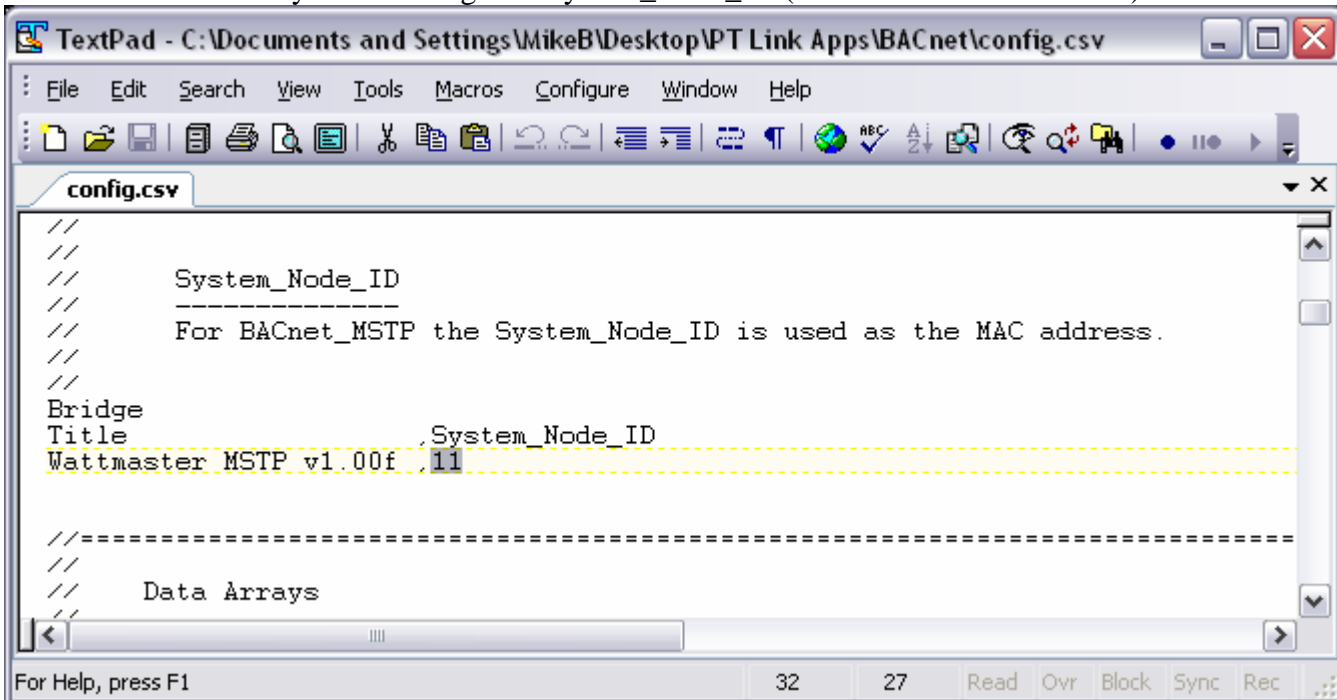 TextPad - C:\Documents and Settings\MikeB\Desktop\PT Link Apps\BACnet\config.csv
File Edit Search View Tools Macros Configure Window Help
config.csv
//
//
// System_Node_ID
// --------------
// For BACnet_MSTP the System_Node_ID is used as the MAC address.
//
//
Bridge
Title ,System_Node_ID
Wattmaster MSTP v1.00f ,11
//============================================================================
//
// Data Arrays
//
For Help, press F1 32 27 Read Ovr Block Sync Rec